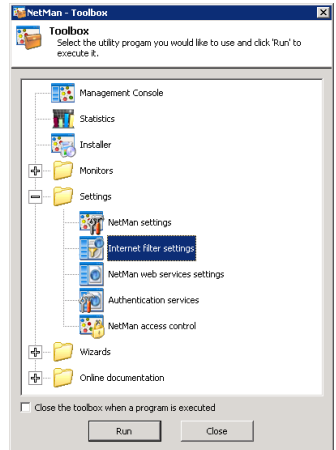 NetMan - Toolbox
Toolbox
Select the utility progam you would like to use and click 'Run' to
execute it.
Management Console
Statistics
Installer
Monitors
Settings
NetMan settings
Internet filter settings
NetMan web services settings
Authentication services
NetMan access control
Wizards
Online documentation
Close the toolbox when a program is executed
Run
Close